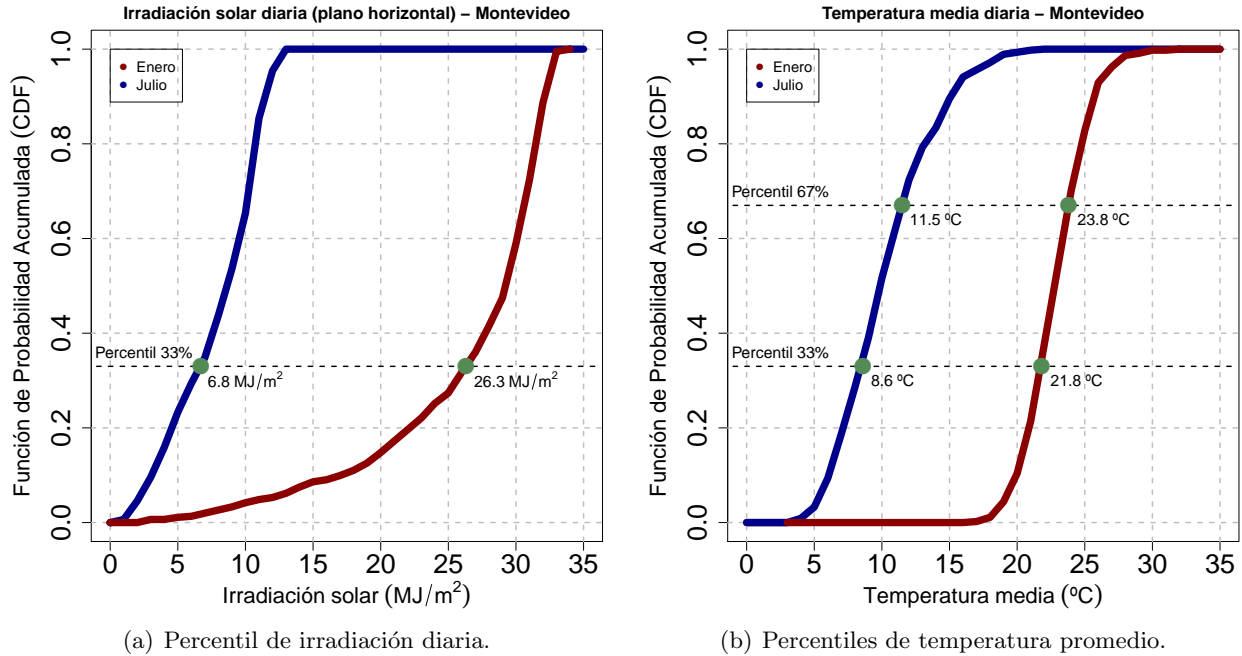 Irradiación solar diaria (plano horizontal) – Montevideo
Función de Probabilidad Acumulada (CDF)
1.0
0.8
0.6
0.4
0.2
0.0
Enero
Julio
Percentil 33%
6.8 MJ/m²
26.3 MJ/m²
0 5 10 15 20 25 30 35
Irradiación solar (MJ/m²)
(a) Percentil de irradiación diaria.
Temperatura media diaria – Montevideo
Función de Probabilidad Acumulada (CDF)
1.0
0.8
0.6
0.4
0.2
0.0
Enero
Julio
Percentil 67%
11.5 ºC
23.8 ºC
Percentil 33%
8.6 ºC
21.8 ºC
0 5 10 15 20 25 30 35
Temperatura media (ºC)
(b) Percentiles de temperatura promedio.